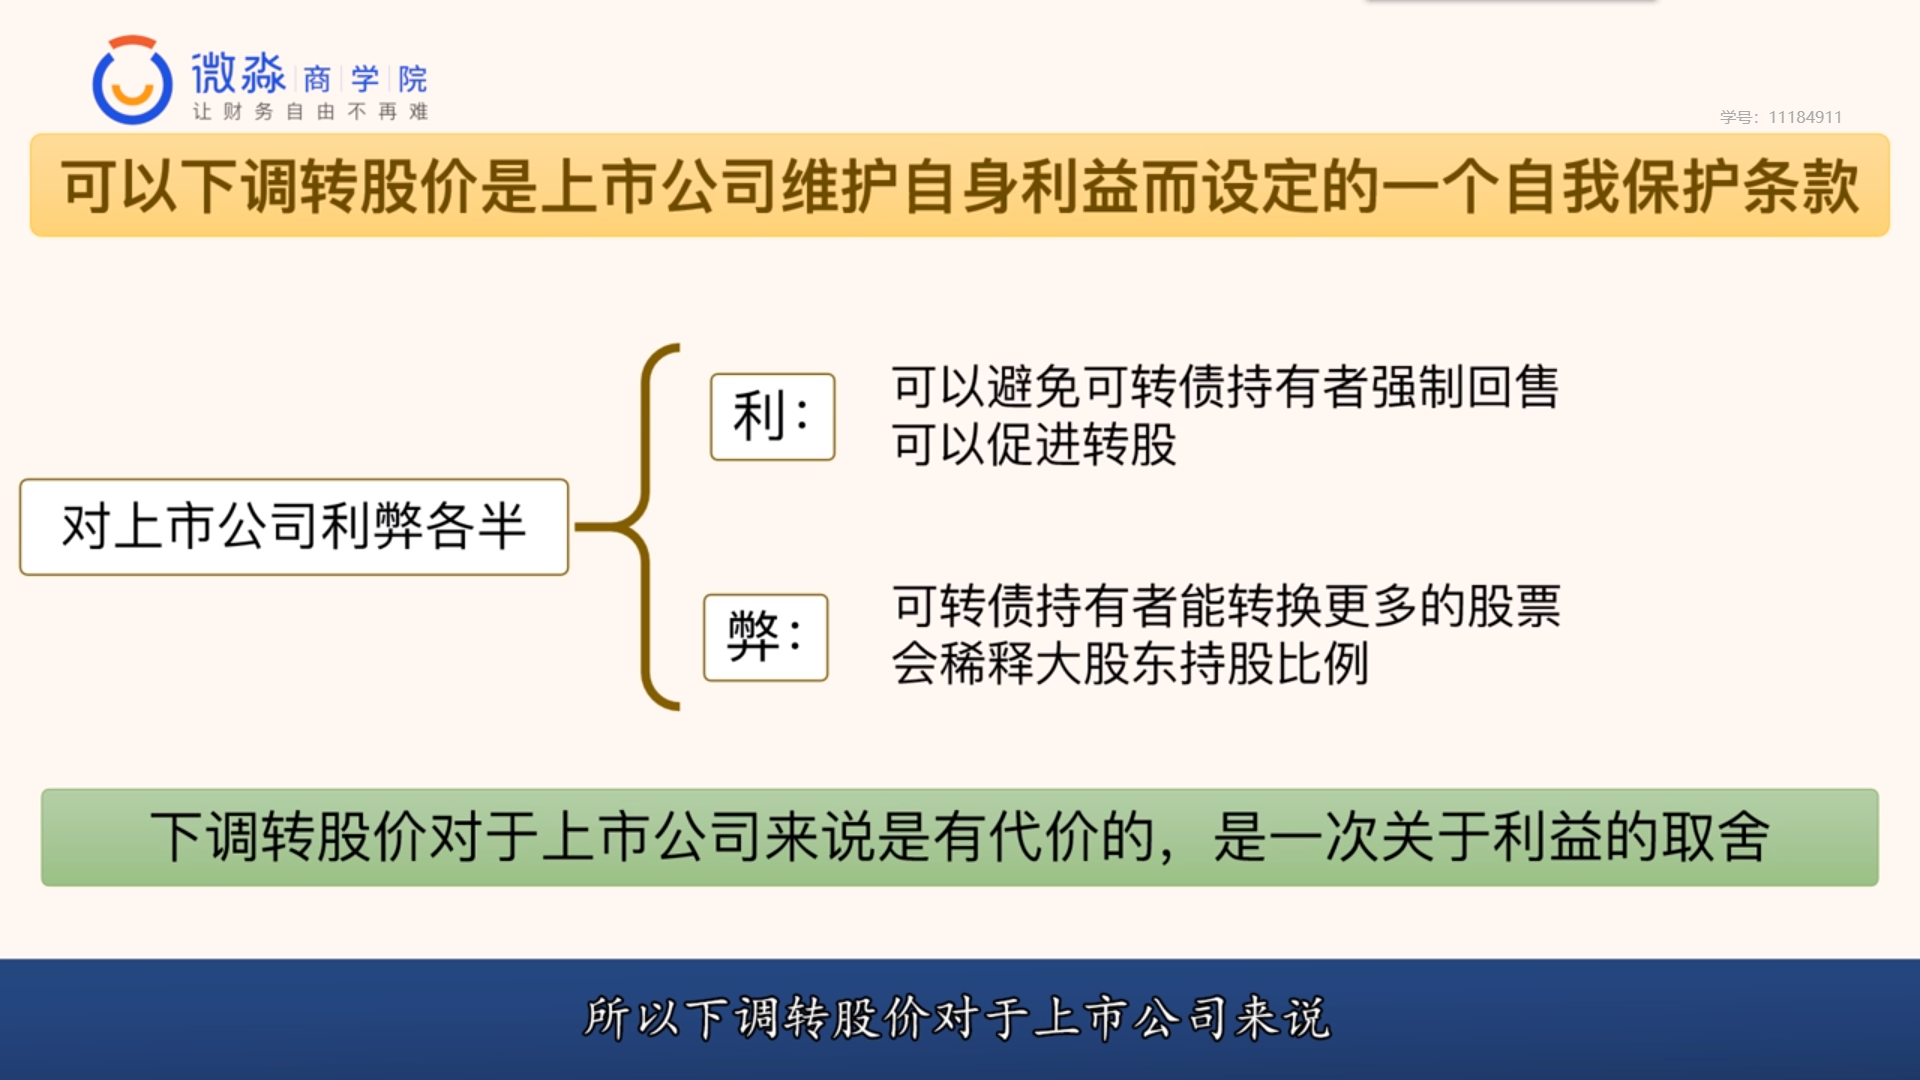 微淼 商 学 院
让财务自由不再难
学号：11184911
可以下调转股价是上市公司维护自身利益而设定的一个自我保护条款
利：
可以避免可转债持有者强制回售
可以促进转股
对上市公司利弊各半
弊：
可转债持有者能转换更多的股票
会稀释大股东持股比例
下调转股价对于上市公司来说是有代价的，是一次关于利益的取舍
所以下调转股价对于上市公司来说